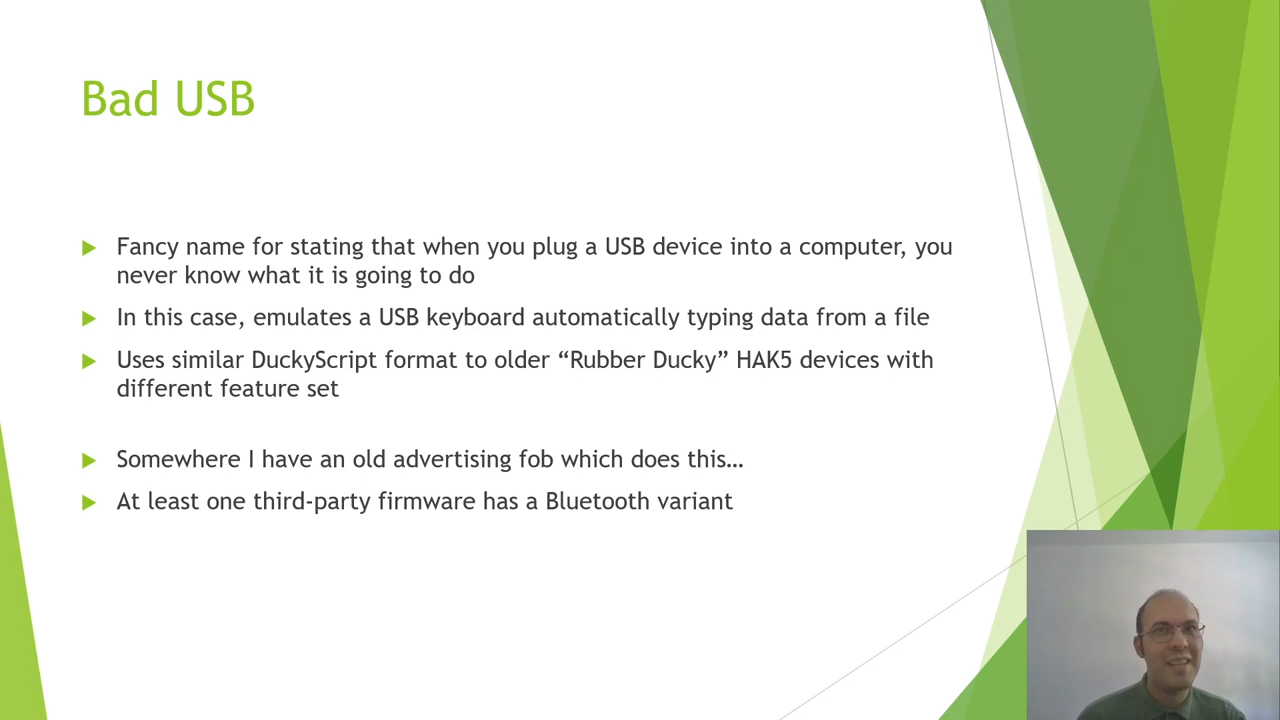 Bad USB
Fancy name for stating that when you plug a USB device into a computer, you
never know what it is going to do
In this case, emulates a USB keyboard automatically typing data from a file
Uses similar DuckyScript format to older “Rubber Ducky” HAK5 devices with
different feature set
Somewhere I have an old advertising fob which does this…
At least one third-party firmware has a Bluetooth variant